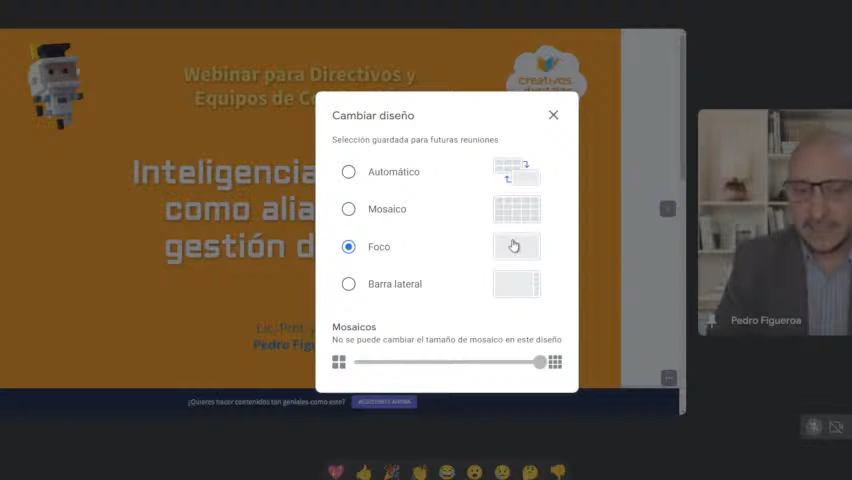 Webinar para Directivos y
Equipos de Co
creativos
Cambiar diseño
Selección guardada para futuras reuniones
Automático
Mosaico
Foco
Barra lateral
Mosaicos
No se puede cambiar el tamaño de mosaico en este diseño
Inteligencia
como alia
gestión d
Lic. Prof.
Pedro Fig
Pedro Figueroa
¿Quieres hacer contenidos tan geniales como este?